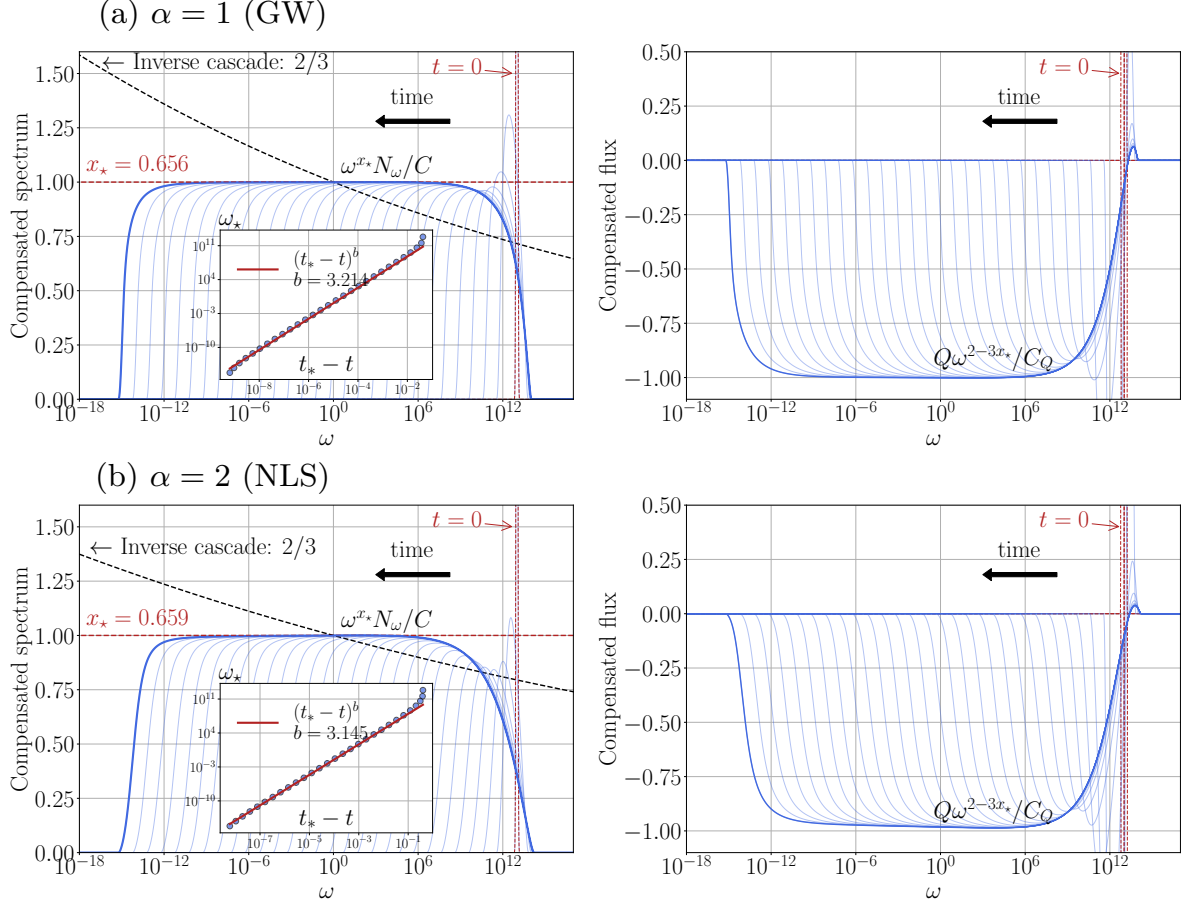 (a) α = 1 (GW)
1.50
1.25
1.00
0.75
0.50
0.25
0.00
Compensated spectrum
← Inverse cascade: 2/3
t = 0
time
x⋆ = 0.656
ω^{x⋆} N_ω/C
ω⋆
10^{11}
10^{4}
10^{−3}
10^{−10}
(t_* − t)^b
b = 3.214
t_* − t
10^{−8} 10^{−6} 10^{−4} 10^{−2}
10^{−18} 10^{−12} 10^{−6} 10^{0} 10^{6} 10^{12}
ω
0.50
0.25
0.00
−0.25
−0.50
−0.75
−1.00
Compensated flux
t = 0
time
Qω^{2−3x⋆}/C_Q
10^{−18} 10^{−12} 10^{−6} 10^{0} 10^{6} 10^{12}
ω
(b) α = 2 (NLS)
1.50
1.25
1.00
0.75
0.50
0.25
0.00
Compensated spectrum
t = 0
← Inverse cascade: 2/3
time
x⋆ = 0.659
ω^{x⋆} N_ω/C
ω⋆
10^{11}
10^{4}
10^{−3}
10^{−10}
(t_* − t)^b
b = 3.145
t_* − t
10^{−7} 10^{−5} 10^{−3} 10^{−1}
10^{−18} 10^{−12} 10^{−6} 10^{0} 10^{6} 10^{12}
ω
0.50
0.25
0.00
−0.25
−0.50
−0.75
−1.00
Compensated flux
t = 0
time
Qω^{2−3x⋆}/C_Q
10^{−18} 10^{−12} 10^{−6} 10^{0} 10^{6} 10^{12}
ω